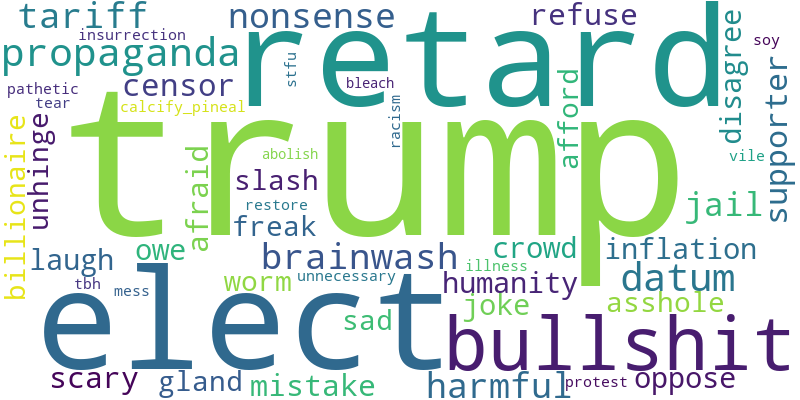 tariff
nonsense
refuse
insurrection
propaganda
retard
disagree
soy
stfu
pathetic
censor
bleach
tear
calcify_pineal
trump
racism
afford
supporter
billionaire
unhinge
afraid
abolish
vile
slash
restore
jail
freak
owe
laugh
brainwash
crowd
inflation
illness
tbh
mess
worm
unnecessary
humanity
datum
elect
joke
asshole
sad
bullshit
scary
gland
mistake
harmful
protest
oppose